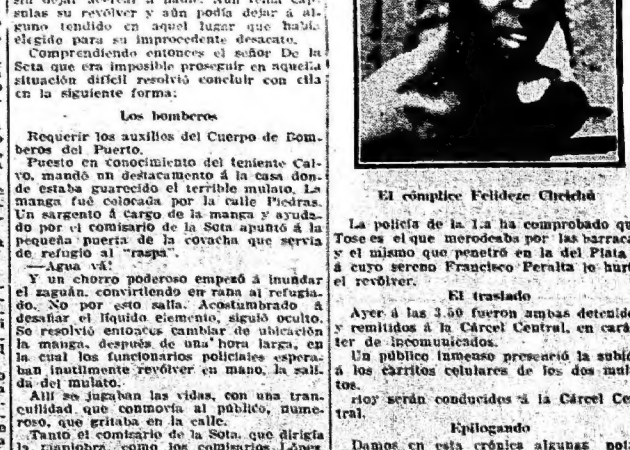 sulas su revólver y aún podía dejar á al-
guno tendido en aquel lugar que había
elegido para su improcedente desacato.
Comprendiendo entonces el señor De la
Sota que era imposible proseguir en aquella
situación difícil resolvió concluir con ella
en la siguiente forma:
Los bomberos
Requerir los auxilios del Cuerpo de Bom-
beros del Puerto.
Puesto en conocimiento del teniente Cal-
vo, mandó un destacamento á la casa don-
de estaba guarecido el terrible mulato. La
manga fué colocada por la calle Piedras.
Un sargento á cargo de la manga y ayuda-
do por el comisario de la Sota apuntó á la
pequeña puerta de la covacha que servía
de refugio al "raspa".
—Agua vá!
Y un chorro poderoso empezó á inundar
el zaguán, convirtiendo en rana al refugia-
do. No por esto salía. Acostumbrado á
desafiar el líquido elemento, siguió oculto.
Se resolvió entonces cambiar de ubicación
la manga, después de una hora larga, en
la cual los funcionarios policiales espera-
ban inutilmente revólver en mano, la sali-
da del mulato.
Allí se jugaban las vidas, con una tran-
quilidad que conmovía al público, nume-
roso, que gritaba en la calle.
Tanto el comisario de la Sota, que dirigía
la maniobra, como los comisarios López
El cómplice Felideze Chelchú
La policía de la 1.a ha comprobado qu
Tose es el que merodeaba por las barraca
y el mismo que penetró en la del Plata
á cuyo sereno Francisco Peralta le hur
el revólver.
El traslado
Ayer á las 3.50 fueron ambas detenido
y remitidos á la Cárcel Central, en cará
ter de incomunicados.
Un público inmenso presenció la subid
á los carritos celulares de los dos mul
tos.
Hoy serán conducidos á la Cárcel Ce
tral.
Epilogando
Damos en esta crónica algunas not